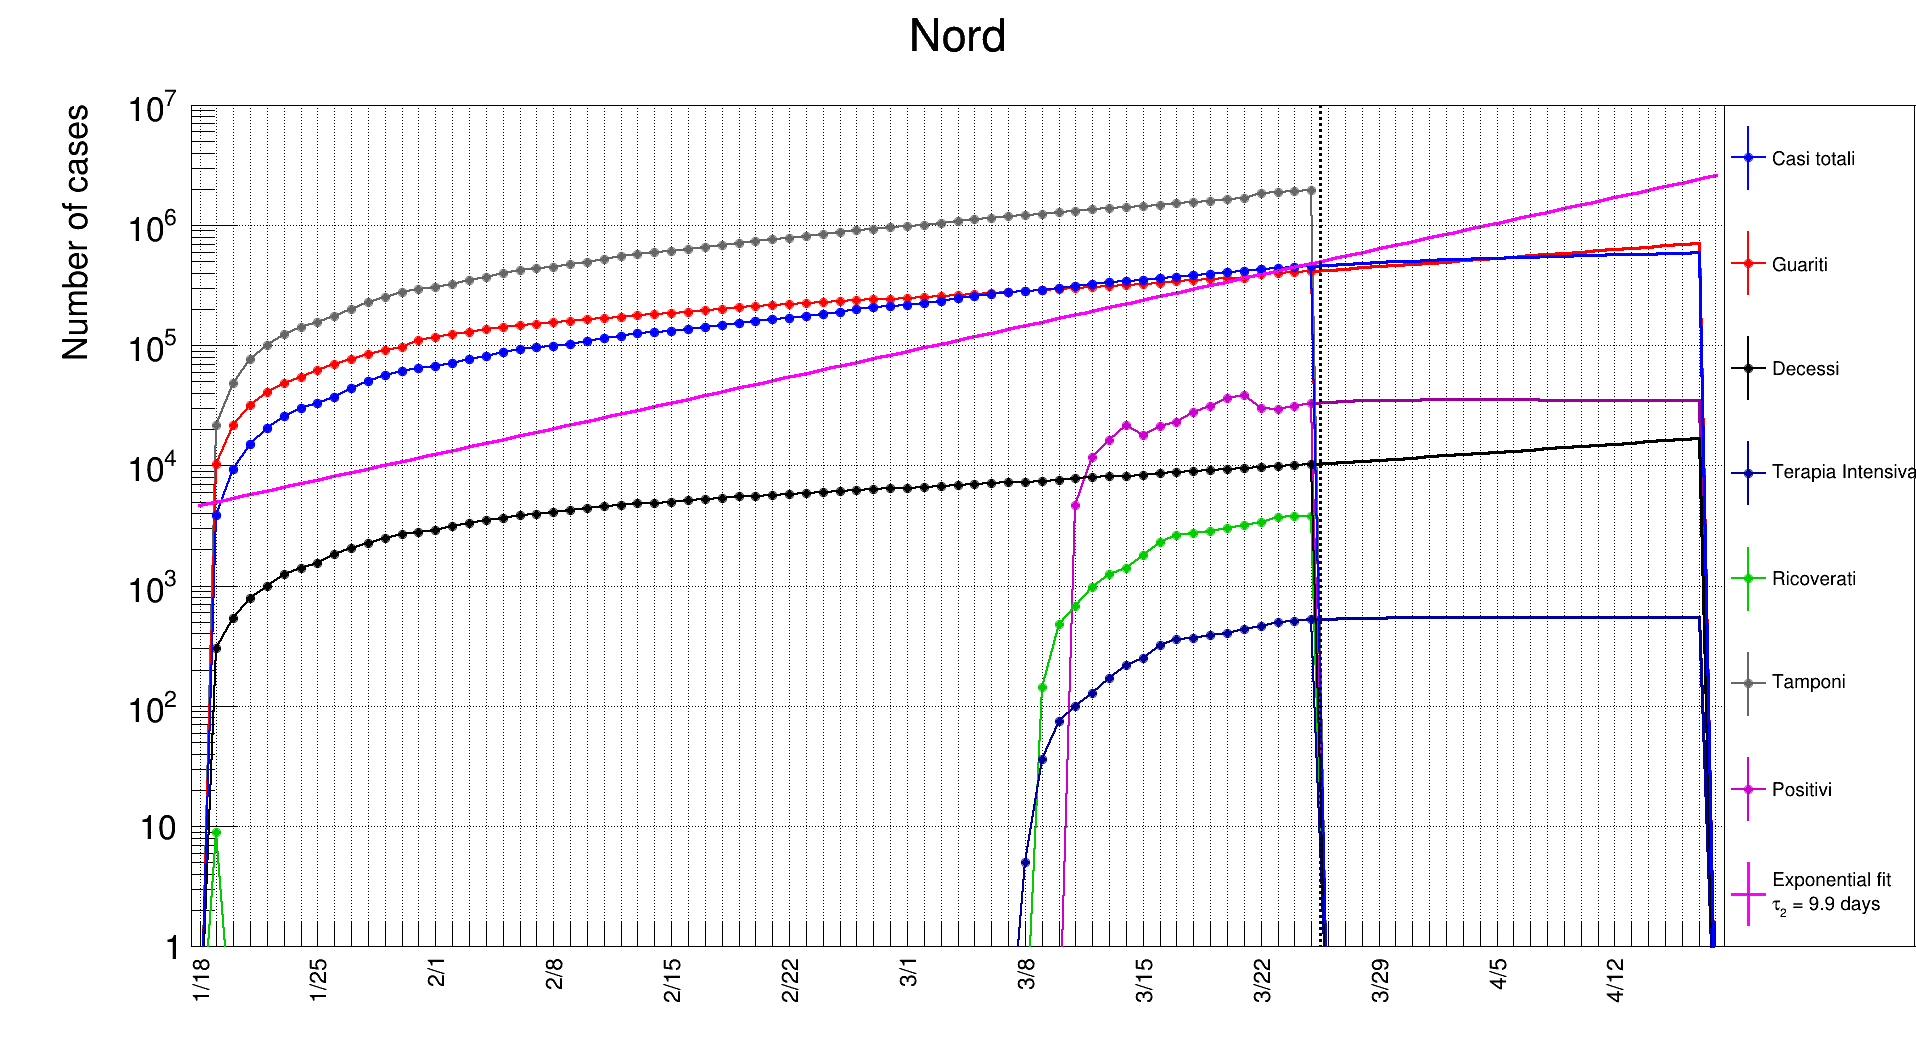 Nord
Number of cases
10^7
10^6
10^5
10^4
10^3
10^2
10
1
1/18
1/25
2/1
2/8
2/15
2/22
3/1
3/8
3/15
3/22
3/29
4/5
4/12
Casi totali
Guariti
Decessi
Terapia Intensiva
Ricoverati
Tamponi
Positivi
Exponential fit
τ₂ = 9.9 days